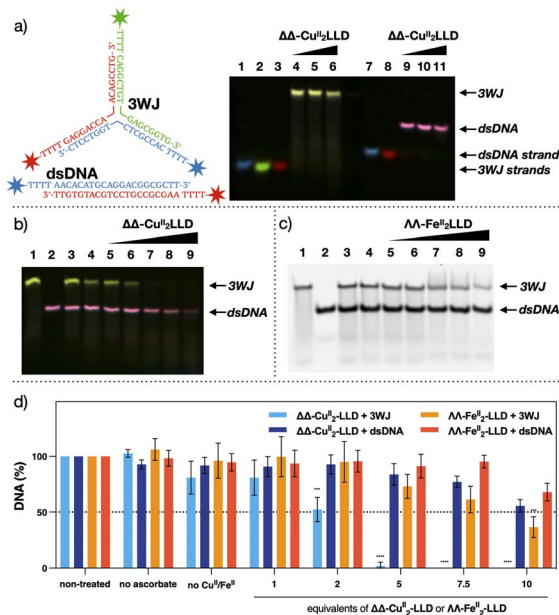 a)
TTTT CAGGCTGT
ACAGCCTG- 3'
3WJ
TTTT GAGGACCA
GAGCGGTG- 3'
3'-CTCCTGGT
CTCGCCAC TTTT
dsDNA
TTTT AACACATGCAGGACGGCGCTT-3'
3'-TTGTGTACGTCCTGCCGCGAA TTTT
ΔΔ-Cuᴵᴵ₂LLD
1 2 3 4 5 6 7 8 9 10 11
3WJ
dsDNA
dsDNA strand
3WJ strands
b)
ΔΔ-Cuᴵᴵ₂LLD
1 2 3 4 5 6 7 8 9
3WJ
dsDNA
c)
ΛΛ-Feᴵᴵ₂LLD
1 2 3 4 5 6 7 8 9
3WJ
dsDNA
d)
ΔΔ-Cuᴵᴵ₂-LLD + 3WJ
ΛΛ-Feᴵᴵ₂-LLD + 3WJ
ΔΔ-Cuᴵᴵ₂-LLD + dsDNA
ΛΛ-Feᴵᴵ₂-LLD + dsDNA
DNA (%)
100
50
0
***
****
****
****
***
non-treated
no ascorbate
no Cuᴵᴵ/Feᴵᴵ
1
2
5
7.5
10
equivalents of ΔΔ-Cuᴵᴵ₂-LLD or ΛΛ-Feᴵᴵ₂-LLD